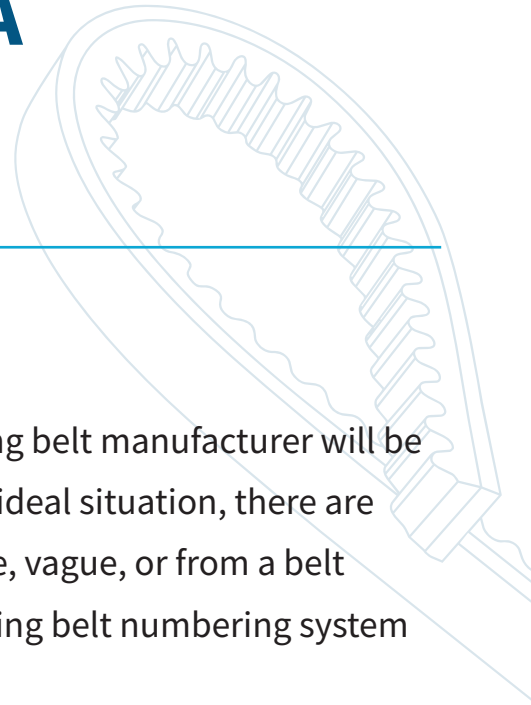 A
ng belt manufacturer will be
ideal situation, there are
e, vague, or from a belt
ing belt numbering system